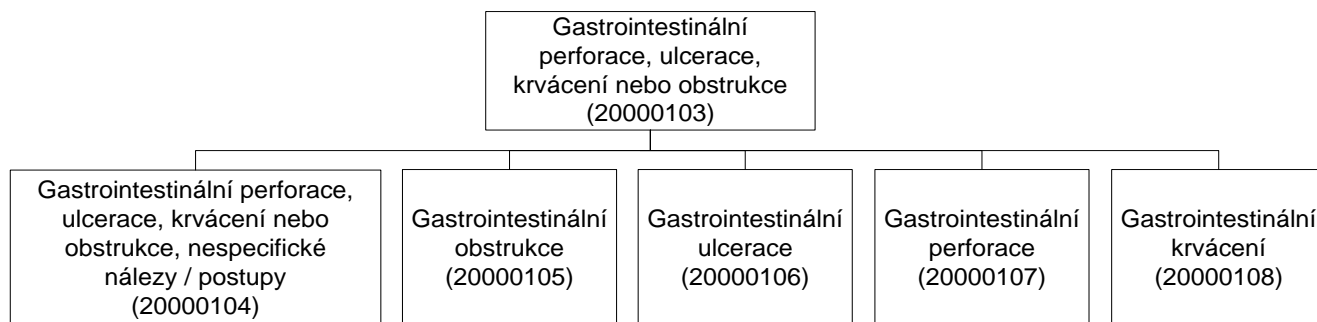 Gastrointestinální
perforace, ulcerace,
krvácení nebo obstrukce
(20000103)
Gastrointestinální perforace,
ulcerace, krvácení nebo
obstrukce, nespecifické
nálezy / postupy
(20000104)
Gastrointestinální
obstrukce
(20000105)
Gastrointestinální
ulcerace
(20000106)
Gastrointestinální
perforace
(20000107)
Gastrointestinální
krvácení
(20000108)